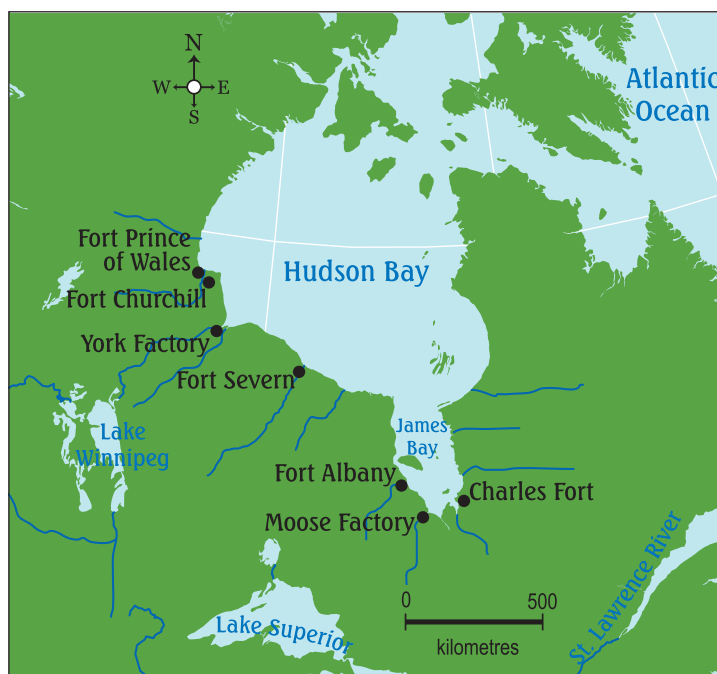 N
W E
S
Atlantic
Ocean
Fort Prince
of Wales
Hudson Bay
Fort Churchill
York Factory
Fort Severn
James
Bay
Lake
Winnipeg
Fort Albany
Charles Fort
Moose Factory
St. Lawrence River
0 500
kilometres
Lake Superior